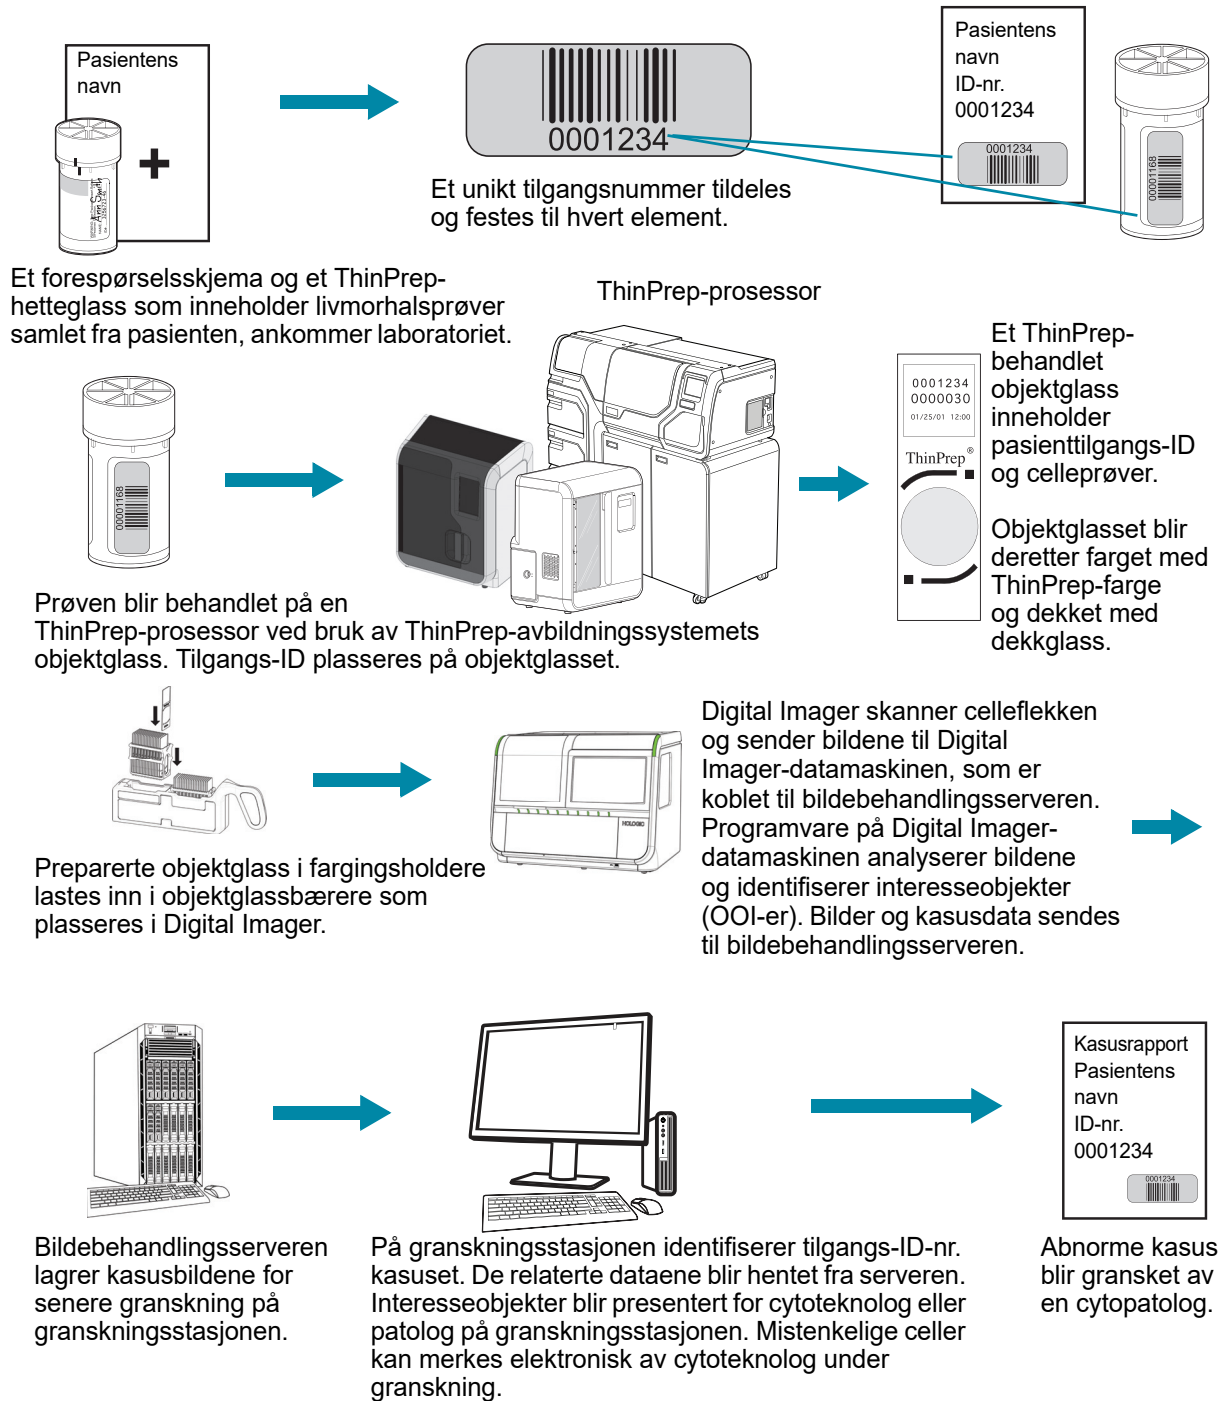 Pasientens
navn
Ann Smith
0001234
Et unikt tilgangsnummer tildeles
og festes til hvert element.
Pasientens
navn
ID-nr.
0001234
0001234
00001168
Et forespørselsskjema og et ThinPrep-
hetteglass som inneholder livmorhalsprøver
samlet fra pasienten, ankommer laboratoriet.
ThinPrep-prosessor
00001168
Prøven blir behandlet på en
ThinPrep-prosessor ved bruk av ThinPrep-avbildningssystemets
objektglass. Tilgangs-ID plasseres på objektglasset.
0001234
0000030
01/25/01 12:00
ThinPrep®
Et ThinPrep-
behandlet
objektglass
inneholder
pasienttilgangs-ID
og celleprøver.
Objektglasset blir
deretter farget med
ThinPrep-farge
og dekket med
dekkglass.
Preparerte objektglass i fargingsholdere
lastes inn i objektglassbærere som
plasseres i Digital Imager.
HOLOGIC
Digital Imager skanner celleflekken
og sender bildene til Digital
Imager-datamaskinen, som er
koblet til bildebehandlingsserveren.
Programvare på Digital Imager-
datamaskinen analyserer bildene
og identifiserer interesseobjekter
(OOI-er). Bilder og kasusdata sendes
til bildebehandlingsserveren.
Bildebehandlingsserveren
lagrer kasusbildene for
senere granskning på
granskningsstasjonen.
På granskningsstasjonen identifiserer tilgangs-ID-nr.
kasuset. De relaterte dataene blir hentet fra serveren.
Interesseobjekter blir presentert for cytoteknolog eller
patolog på granskningsstasjonen. Mistenkelige celler
kan merkes elektronisk av cytoteknolog under
granskning.
Kasusrapport
Pasientens
navn
ID-nr.
0001234
0001234
Abnorme kasus
blir gransket av
en cytopatolog.